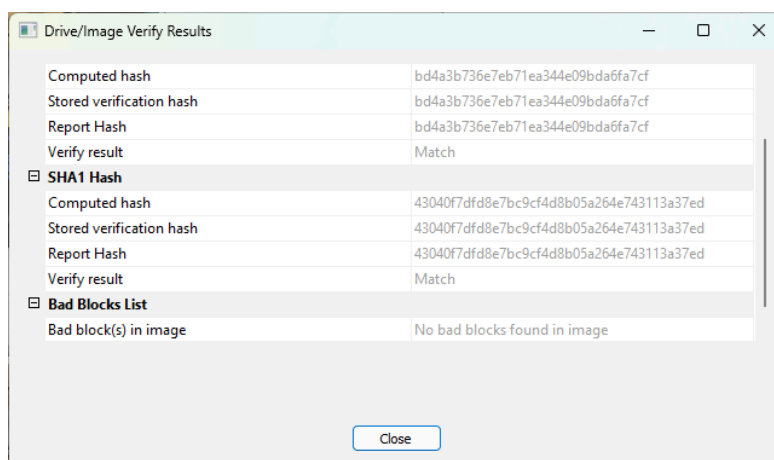 Drive/Image Verify Results
Computed hash bd4a3b736e7eb71ea344e09bda6fa7cf
Stored verification hash bd4a3b736e7eb71ea344e09bda6fa7cf
Report Hash bd4a3b736e7eb71ea344e09bda6fa7cf
Verify result Match
SHA1 Hash
Computed hash 43040f7dfd8e7bc9cf4d8b05a264e743113a37ed
Stored verification hash 43040f7dfd8e7bc9cf4d8b05a264e743113a37ed
Report Hash 43040f7dfd8e7bc9cf4d8b05a264e743113a37ed
Verify result Match
Bad Blocks List
Bad block(s) in image No bad blocks found in image
Close